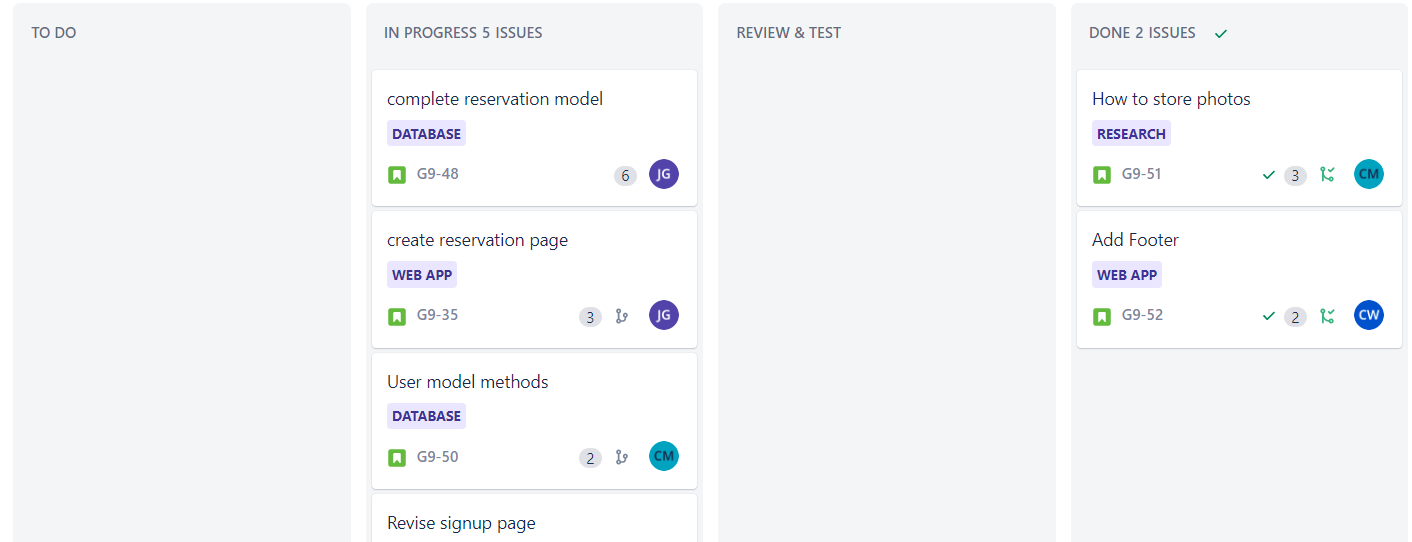 TO DO
IN PROGRESS 5 ISSUES
complete reservation model
DATABASE
G9-48 6 JG
create reservation page
WEB APP
G9-35 3 JG
User model methods
DATABASE
G9-50 2 CM
Revise signup page
REVIEW & TEST
DONE 2 ISSUES
How to store photos
RESEARCH
G9-51 3 CM
Add Footer
WEB APP
G9-52 2 CW